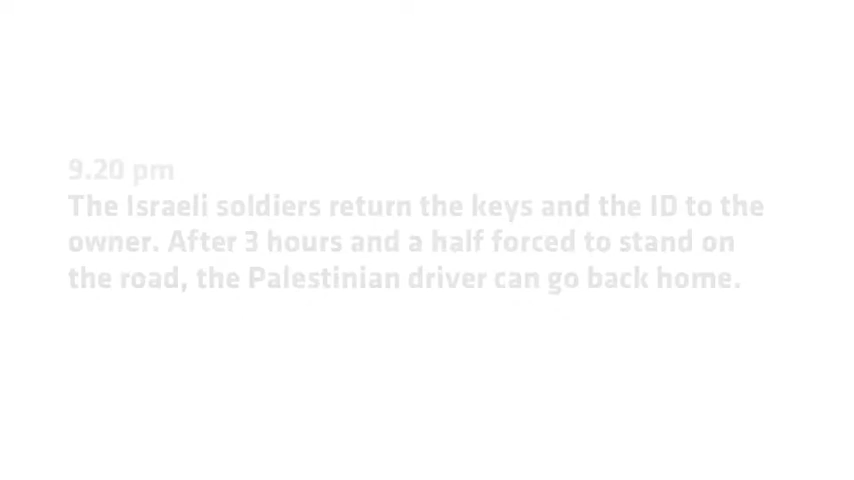 9.20 pm
The Israeli soldiers return the keys and the ID to the
owner. After 3 hours and a half forced to stand on
the road, the Palestinian driver can go back home.